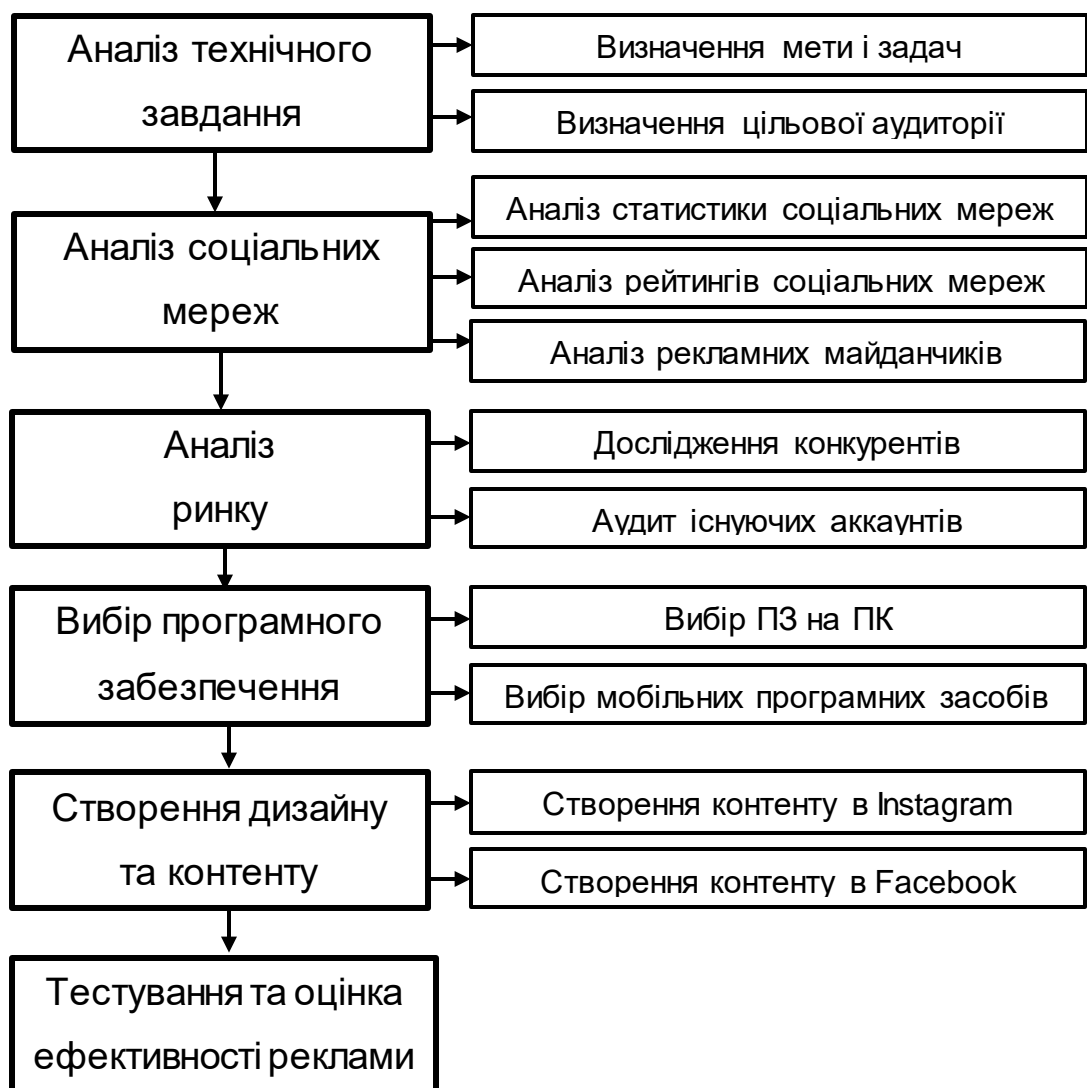 Аналіз технічного
завдання
Визначення мети і задач
Визначення цільової аудиторії
Аналіз соціальних
мереж
Аналіз статистики соціальних мереж
Аналіз рейтингів соціальних мереж
Аналіз рекламних майданчиків
Аналіз
ринку
Дослідження конкурентів
Аудит існуючих аккаунтів
Вибір програмного
забезпечення
Вибір ПЗ на ПК
Вибір мобільних програмних засобів
Створення дизайну
та контенту
Створення контенту в Instagram
Створення контенту в Facebook
Тестування та оцінка
ефективності реклами